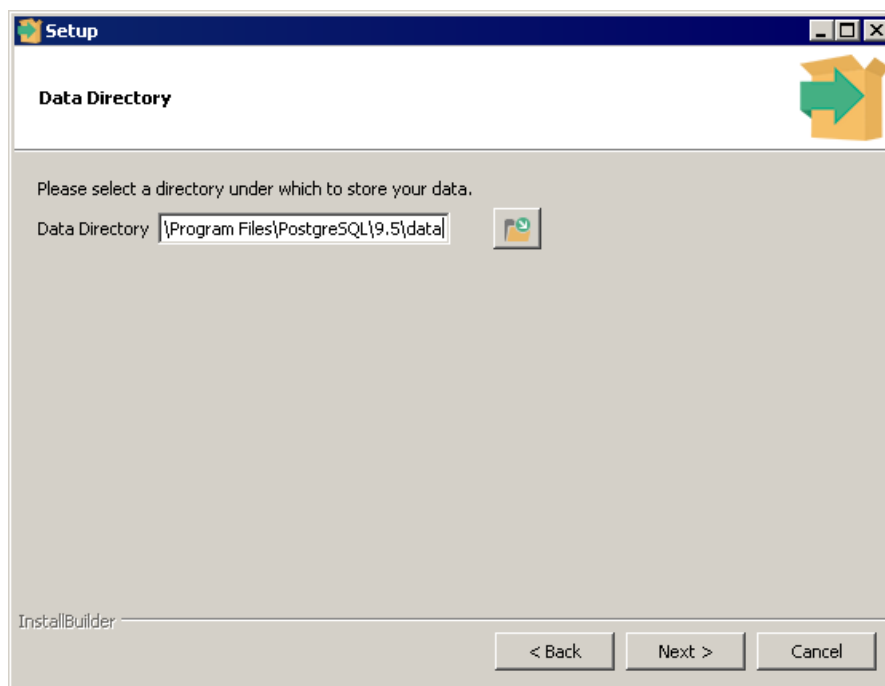 Setup
Data Directory
Please select a directory under which to store your data.
Data Directory \Program Files\PostgreSQL\9.5\data
InstallBuilder
< Back Next > Cancel